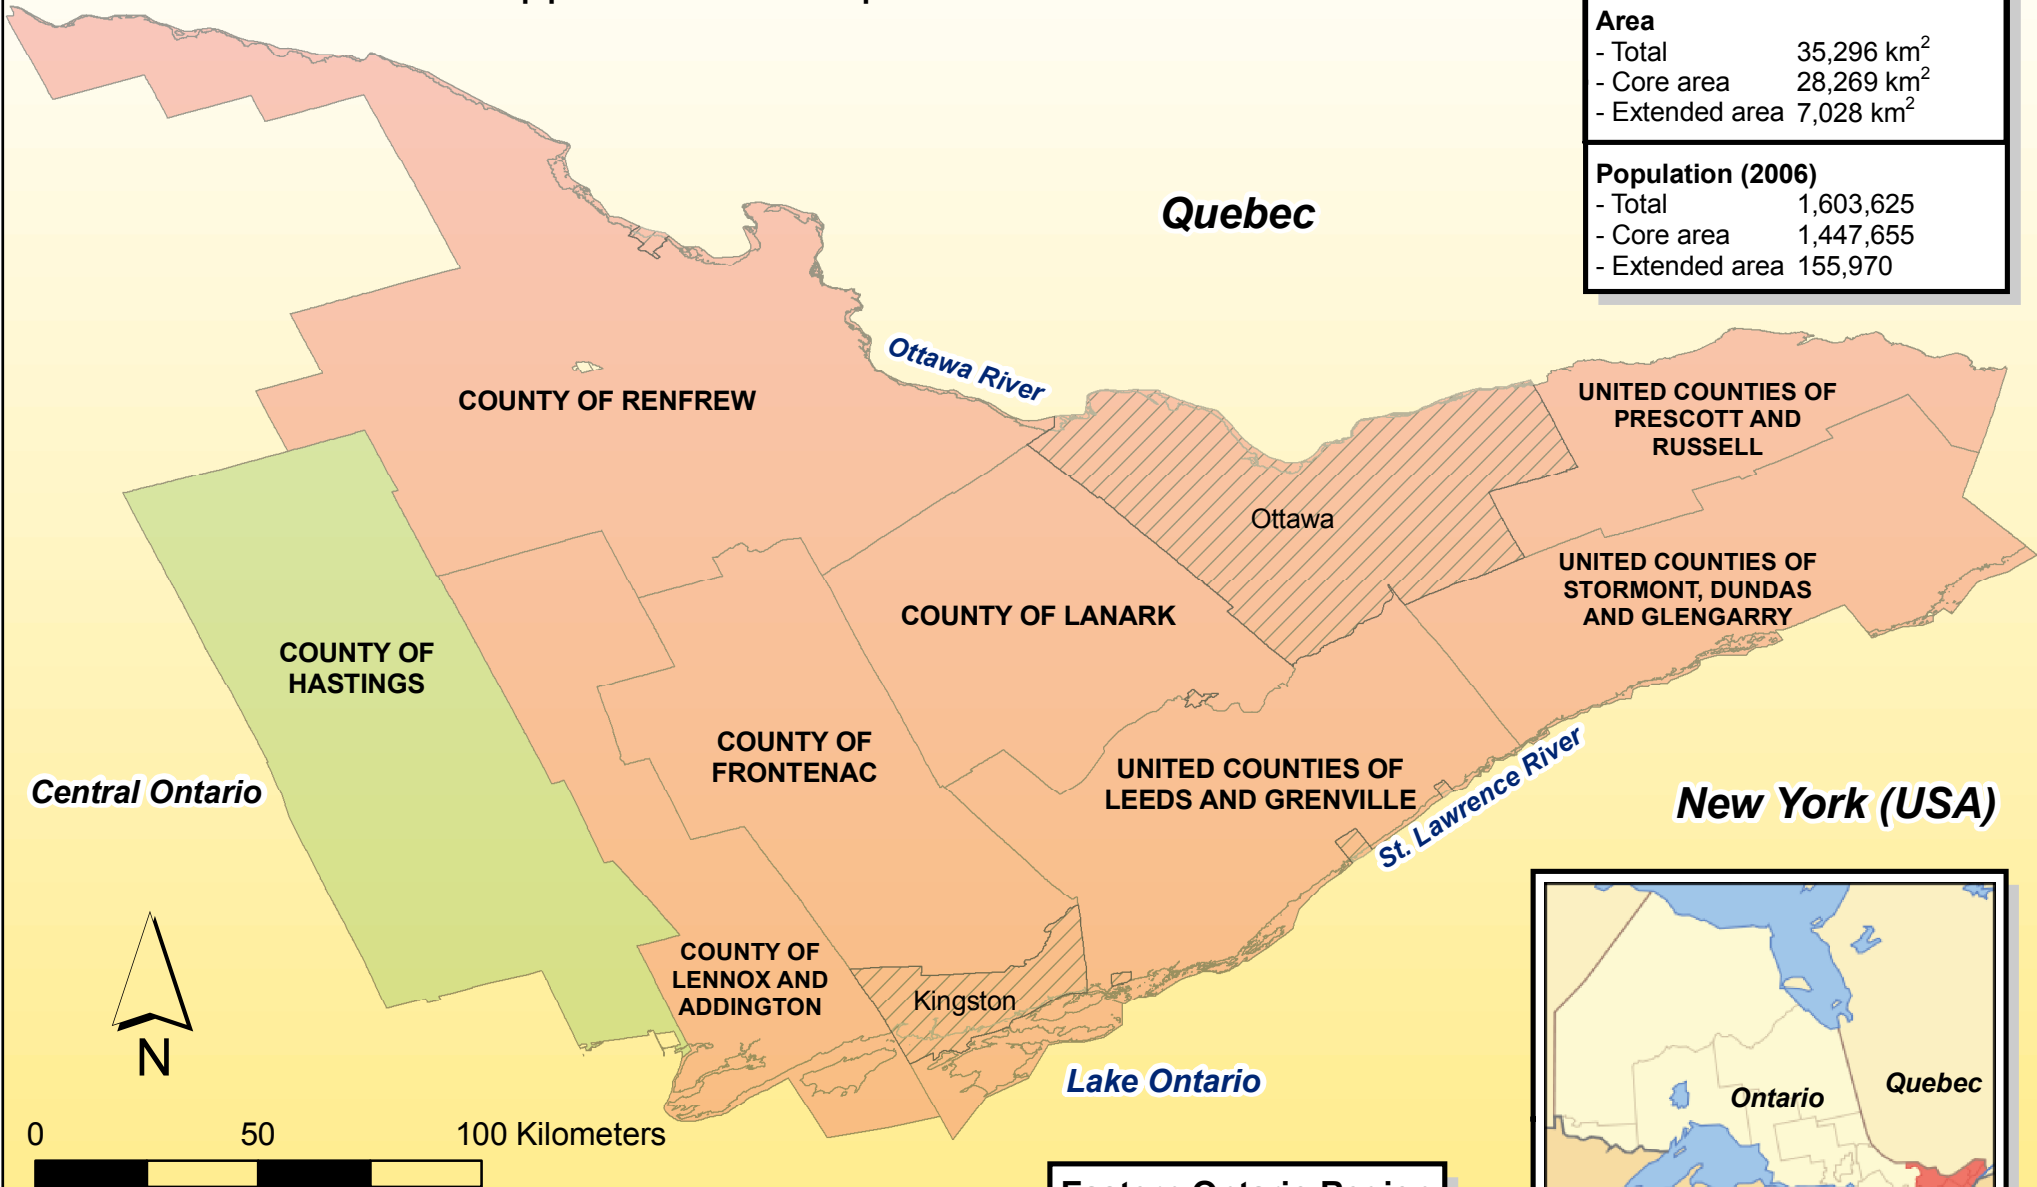 Area
- Total 35,296 km²
- Core area 28,269 km²
- Extended area 7,028 km²
Population (2006)
- Total 1,603,625
- Core area 1,447,655
- Extended area 155,970
Quebec
Ottawa River
COUNTY OF RENFREW
UNITED COUNTIES OF
PRESCOTT AND
RUSSELL
Ottawa
UNITED COUNTIES OF
STORMONT, DUNDAS
AND GLENGARRY
COUNTY OF LANARK
COUNTY OF
HASTINGS
COUNTY OF
FRONTENAC
UNITED COUNTIES OF
LEEDS AND GRENVILLE
St. Lawrence River
Central Ontario
New York (USA)
COUNTY OF
LENNOX AND
ADDINGTON
Kingston
N
Lake Ontario
Ontario
Quebec
0 50 100 Kilometers
Eastern Ontario Region